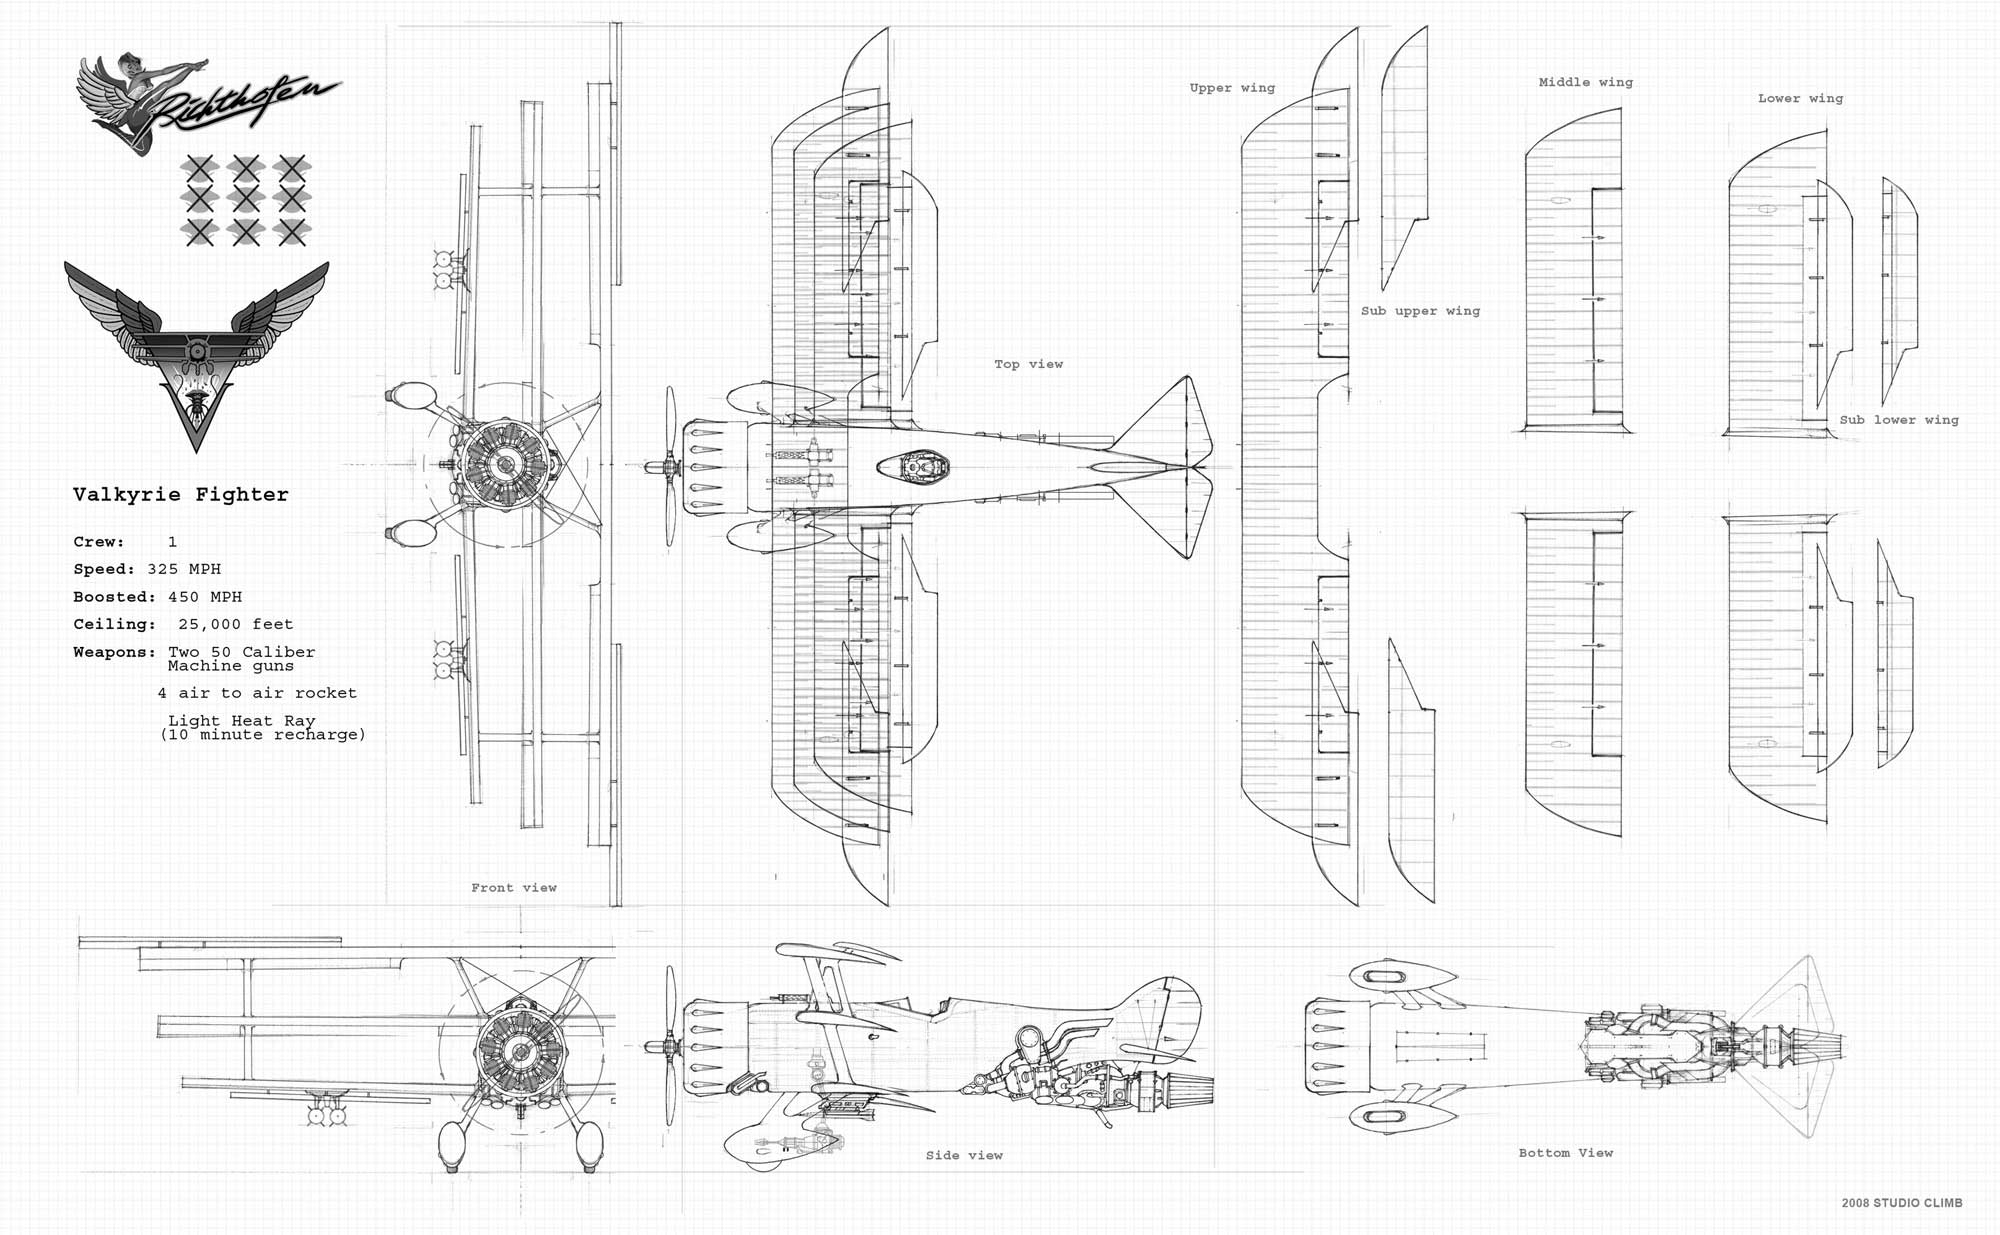 Richthofen
Valkyrie Fighter
Crew: 1
Speed: 325 MPH
Boosted: 450 MPH
Ceiling: 25,000 feet
Weapons: Two 50 Caliber
Machine guns
4 air to air rocket
Light Heat Ray
(10 minute recharge)
Front view
Top view
Upper wing
Sub upper wing
Middle wing
Lower wing
Sub lower wing
Side view
Bottom View
2008 STUDIO CLIMB